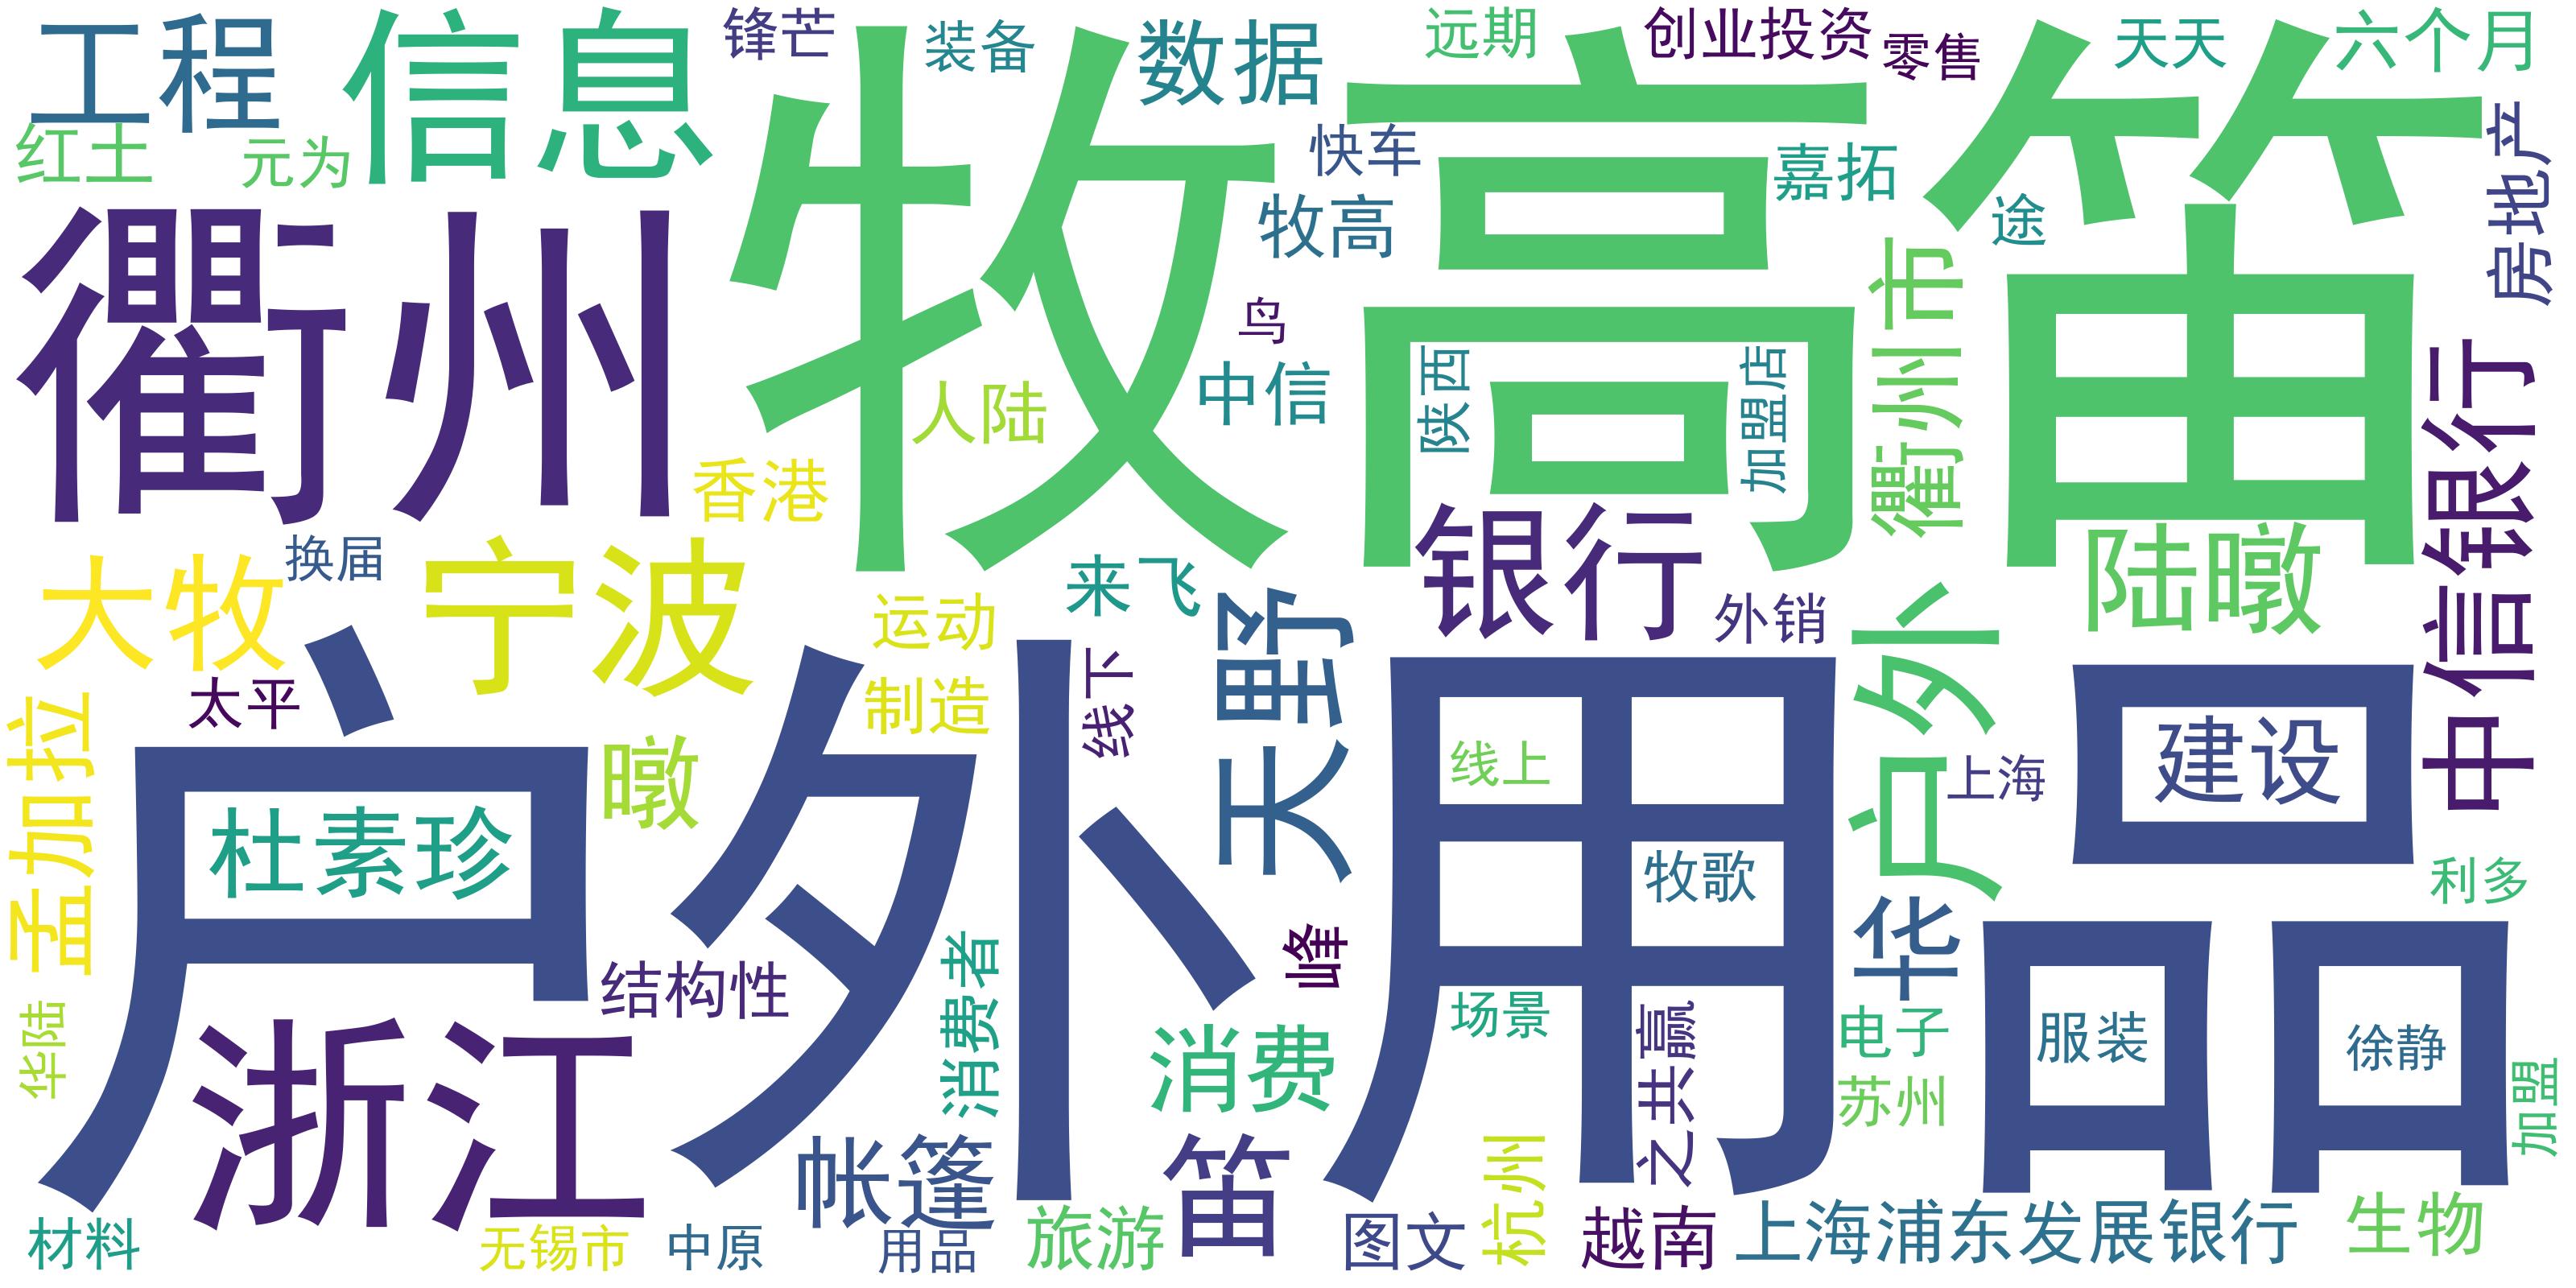 工程
信息
锋芒
装备
数据
远期
创业投资
零售
天天
六个月
红土
元为
牧高笛
快车
嘉拓
房地产
衢州
牧高
途
衢州市
鸟
人陆
中信
陕西
加盟店
中信银行
香港
大牧
换届
宁波
来飞
天野
银行
外销
户外
陆暾
运动
太平
制造
线下
孟加拉
户外用品
杜素珍
暾
线上
上海
建设
牧歌
利多
华
结构性
消费者
峰
场景
之共赢
电子
服装
徐静
华陆
浙江
消费
苏州
加盟
帐篷
笛
杭州
材料
无锡市
中原
用品
旅游
图文
越南
上海浦东发展银行
生物